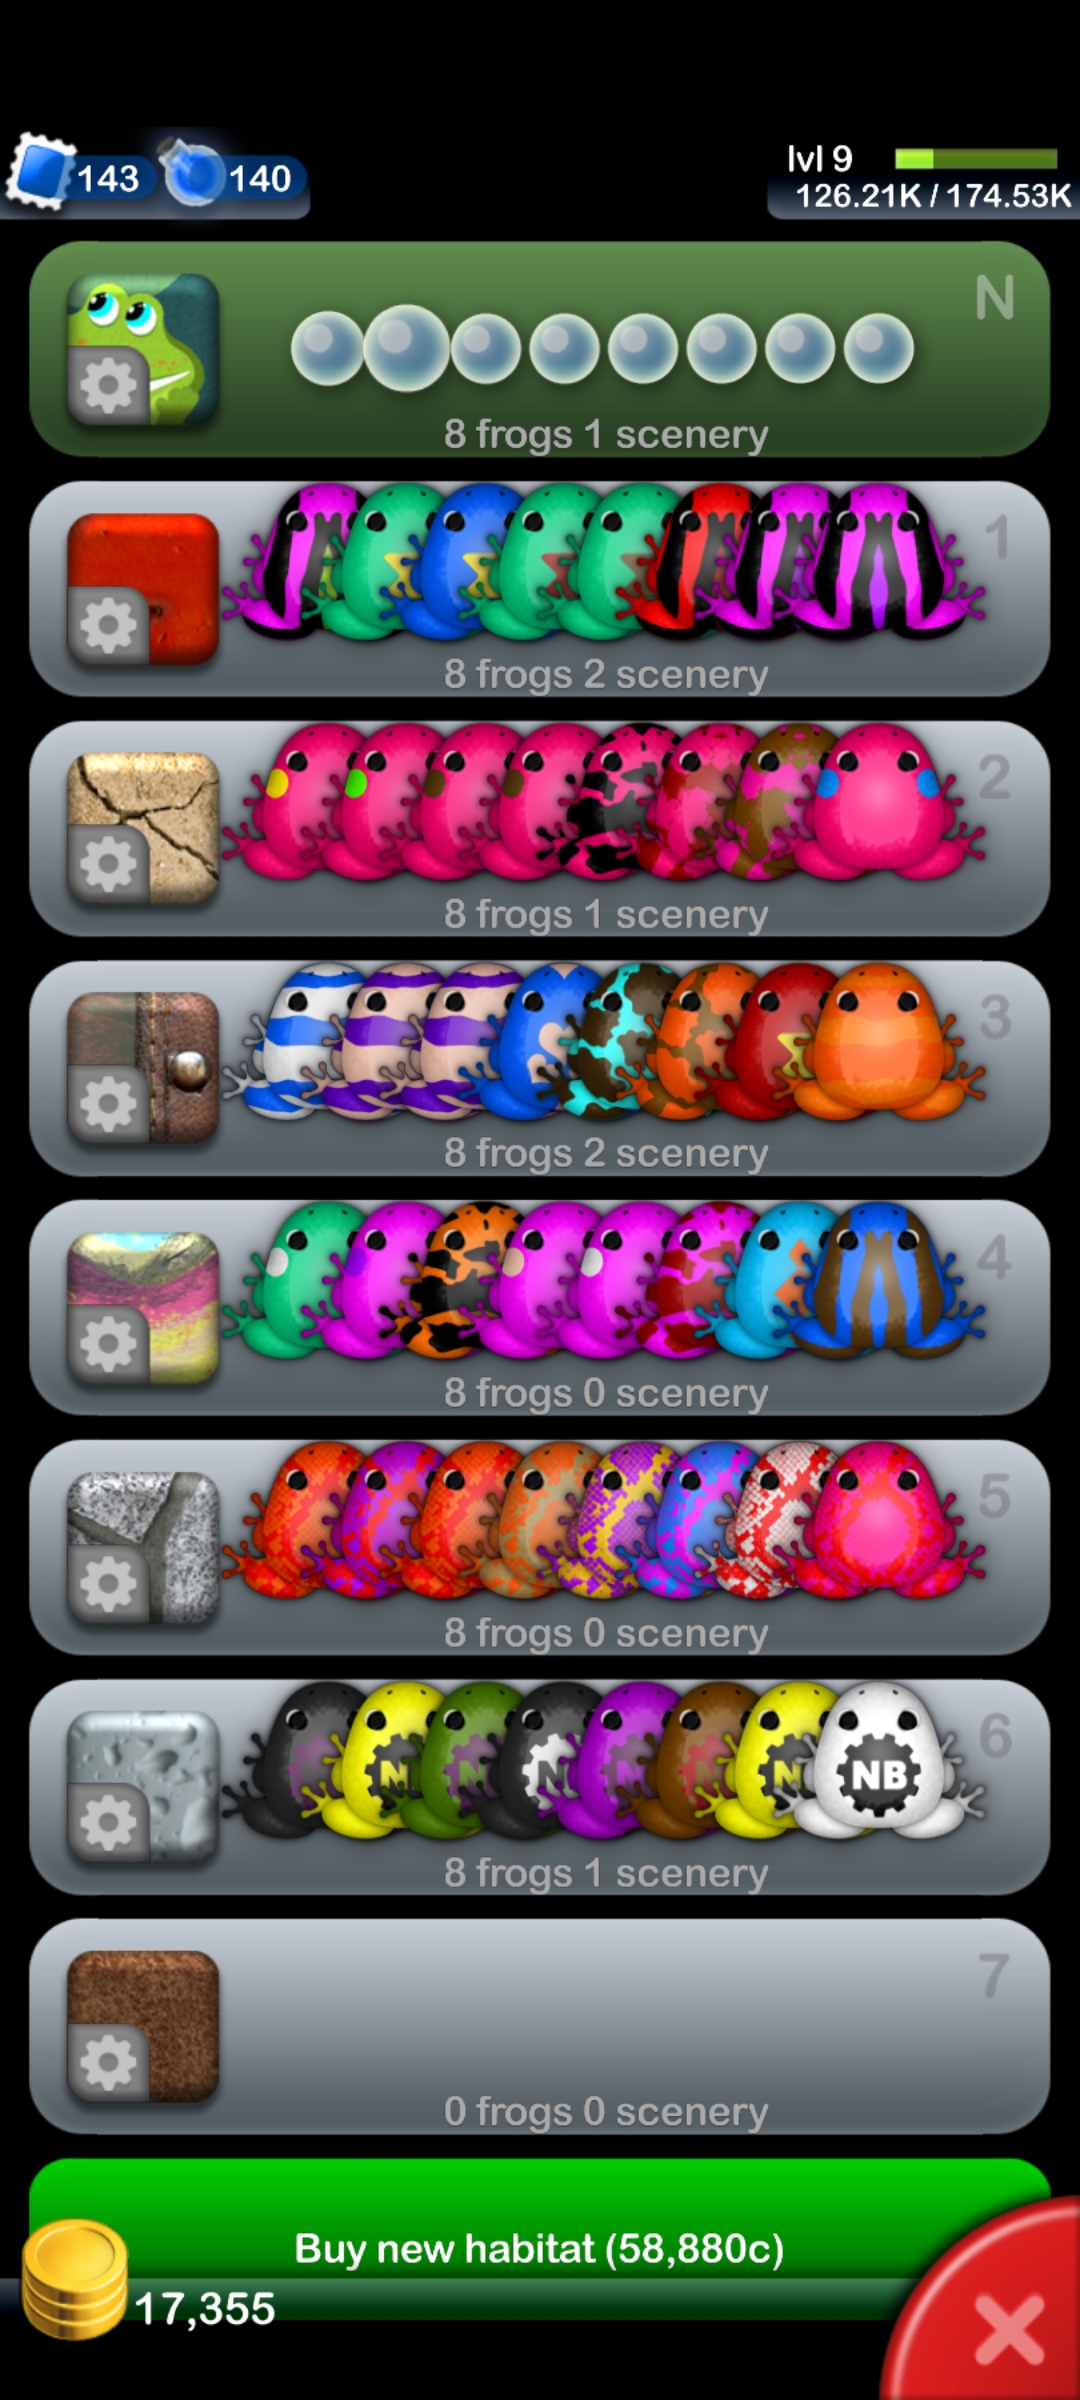 143
140
lvl 9
126.21K / 174.53K
N
8 frogs 1 scenery
1
8 frogs 2 scenery
2
8 frogs 1 scenery
3
8 frogs 2 scenery
4
8 frogs 0 scenery
5
8 frogs 0 scenery
6
N
N
N
N
N
N
N
NB
8 frogs 1 scenery
7
0 frogs 0 scenery
Buy new habitat (58,880c)
17,355